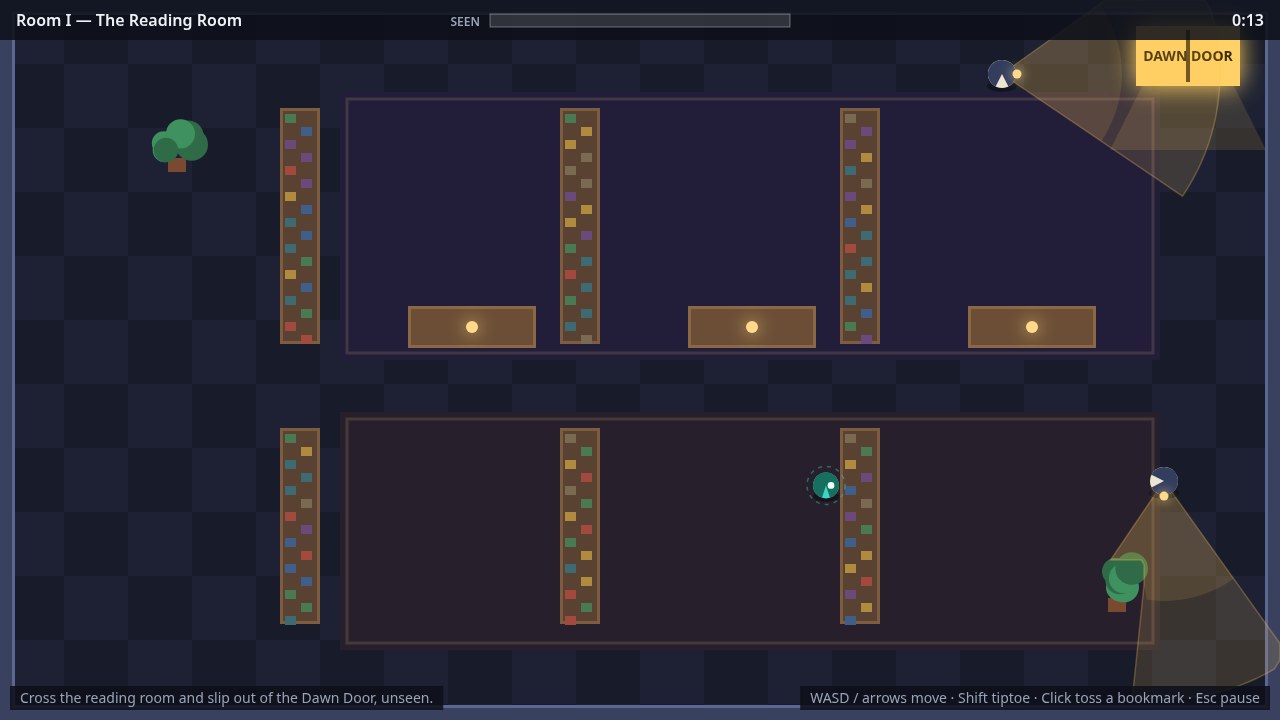 Room I — The Reading Room
SEEN
0:13
DAWN DOOR
Cross the reading room and slip out of the Dawn Door, unseen.
WASD / arrows move · Shift tiptoe · Click toss a bookmark · Esc pause